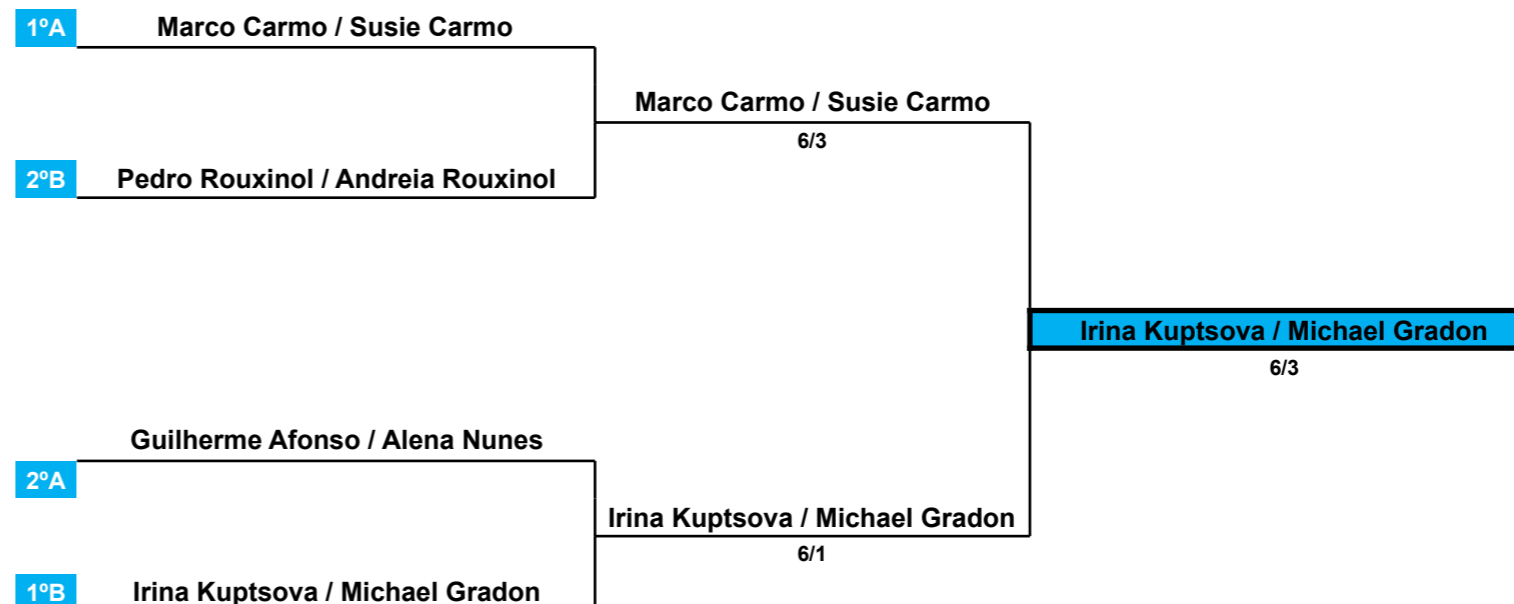 1ºA Marco Carmo / Susie Carmo
Marco Carmo / Susie Carmo
6/3
2ºB Pedro Rouxinol / Andreia Rouxinol
Irina Kuptsova / Michael Gradon
6/3
Guilherme Afonso / Alena Nunes
2ºA
Irina Kuptsova / Michael Gradon
6/1
1ºB Irina Kuptsova / Michael Gradon